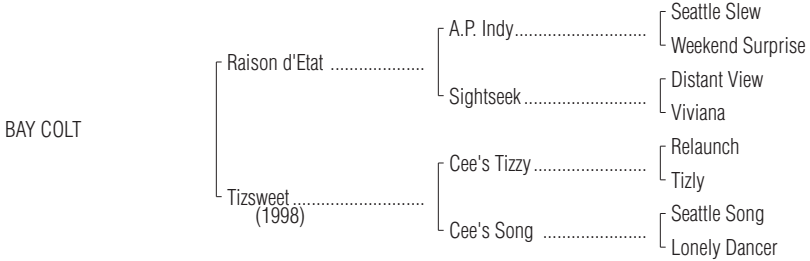 Seattle Slew
A.P. Indy..............................
Weekend Surprise
Raison d'Etat .....................
Distant View
Sightseek............................
Viviana
BAY COLT
Relaunch
Cee's Tizzy..........................
Tizly
Tizsweet..............................
(1998)
Seattle Song
Cee's Song ........................
Lonely Dancer